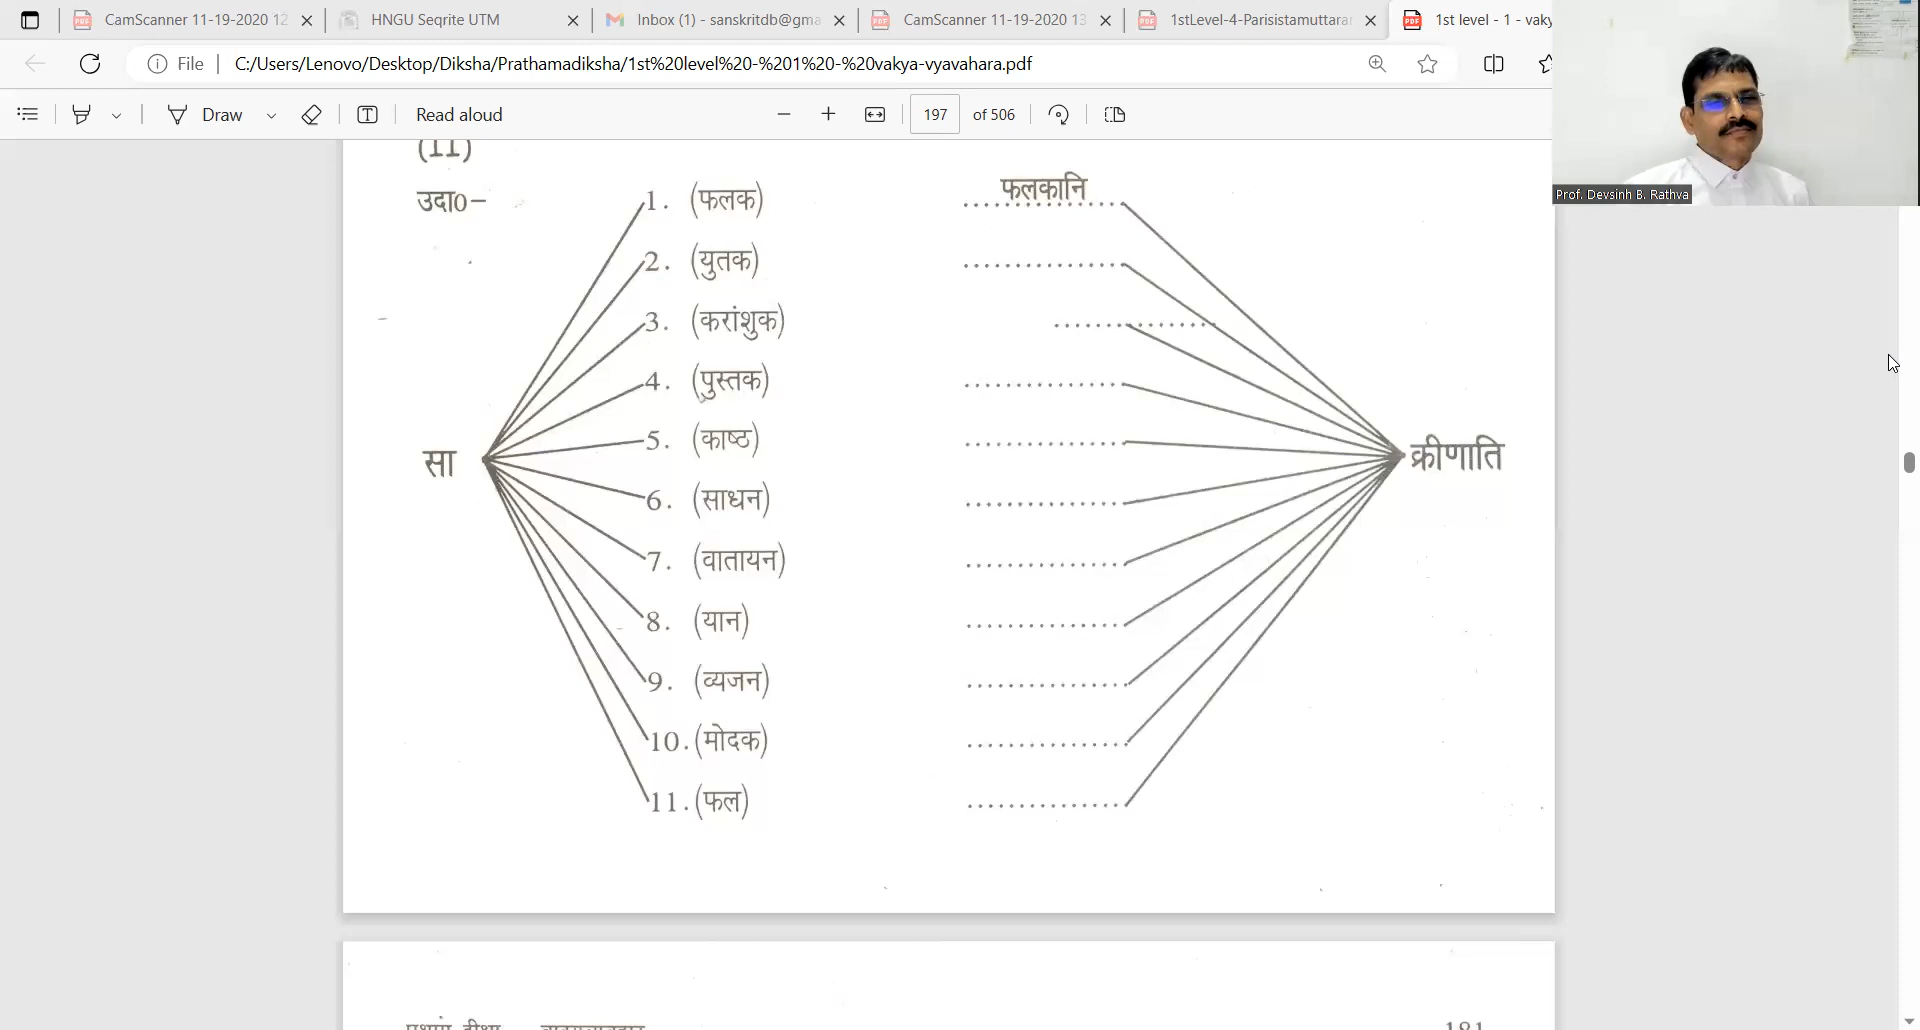 CamScanner 11-19-2020 12
HNGU Seqrite UTM
Inbox (1) - sanskritdb@gma
CamScanner 11-19-2020 13
1stLevel-4-Parisistamuttarar
1st level - 1 - vaky
File
C:/Users/Lenovo/Desktop/Diksha/Prathamadiksha/1st%20level%20-%201%20-%20vakya-vyavahara.pdf
Draw
Read aloud
197 of 506
Prof. Devsinh B. Rathva
(11)
उदा0- 1. (फलक) फलकानि
2. (युतक) ................
3. (करांशुक) ................
4. (पुस्तक) ................
5. (काष्ठ) ................
सा क्रीणाति
6. (साधन) ................
7. (वातायन) ................
8. (यान) ................
9. (व्यजन) ................
10. (मोदक) ................
11. (फल) ................